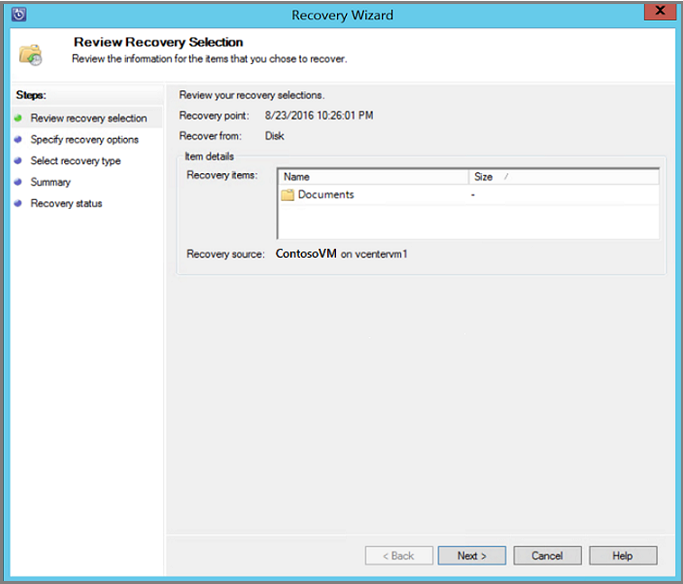 Recovery Wizard
X
Review Recovery Selection
Review the information for the items that you chose to recover.
Steps:
Review recovery selection
Specify recovery options
Select recovery type
Summary
Recovery status
Review your recovery selections.
Recovery point: 8/23/2016 10:26:01 PM
Recover from: Disk
Item details
Recovery items:
Name Size /
Documents -
Recovery source: ContosoVM on vcentervm1
< Back Next > Cancel Help